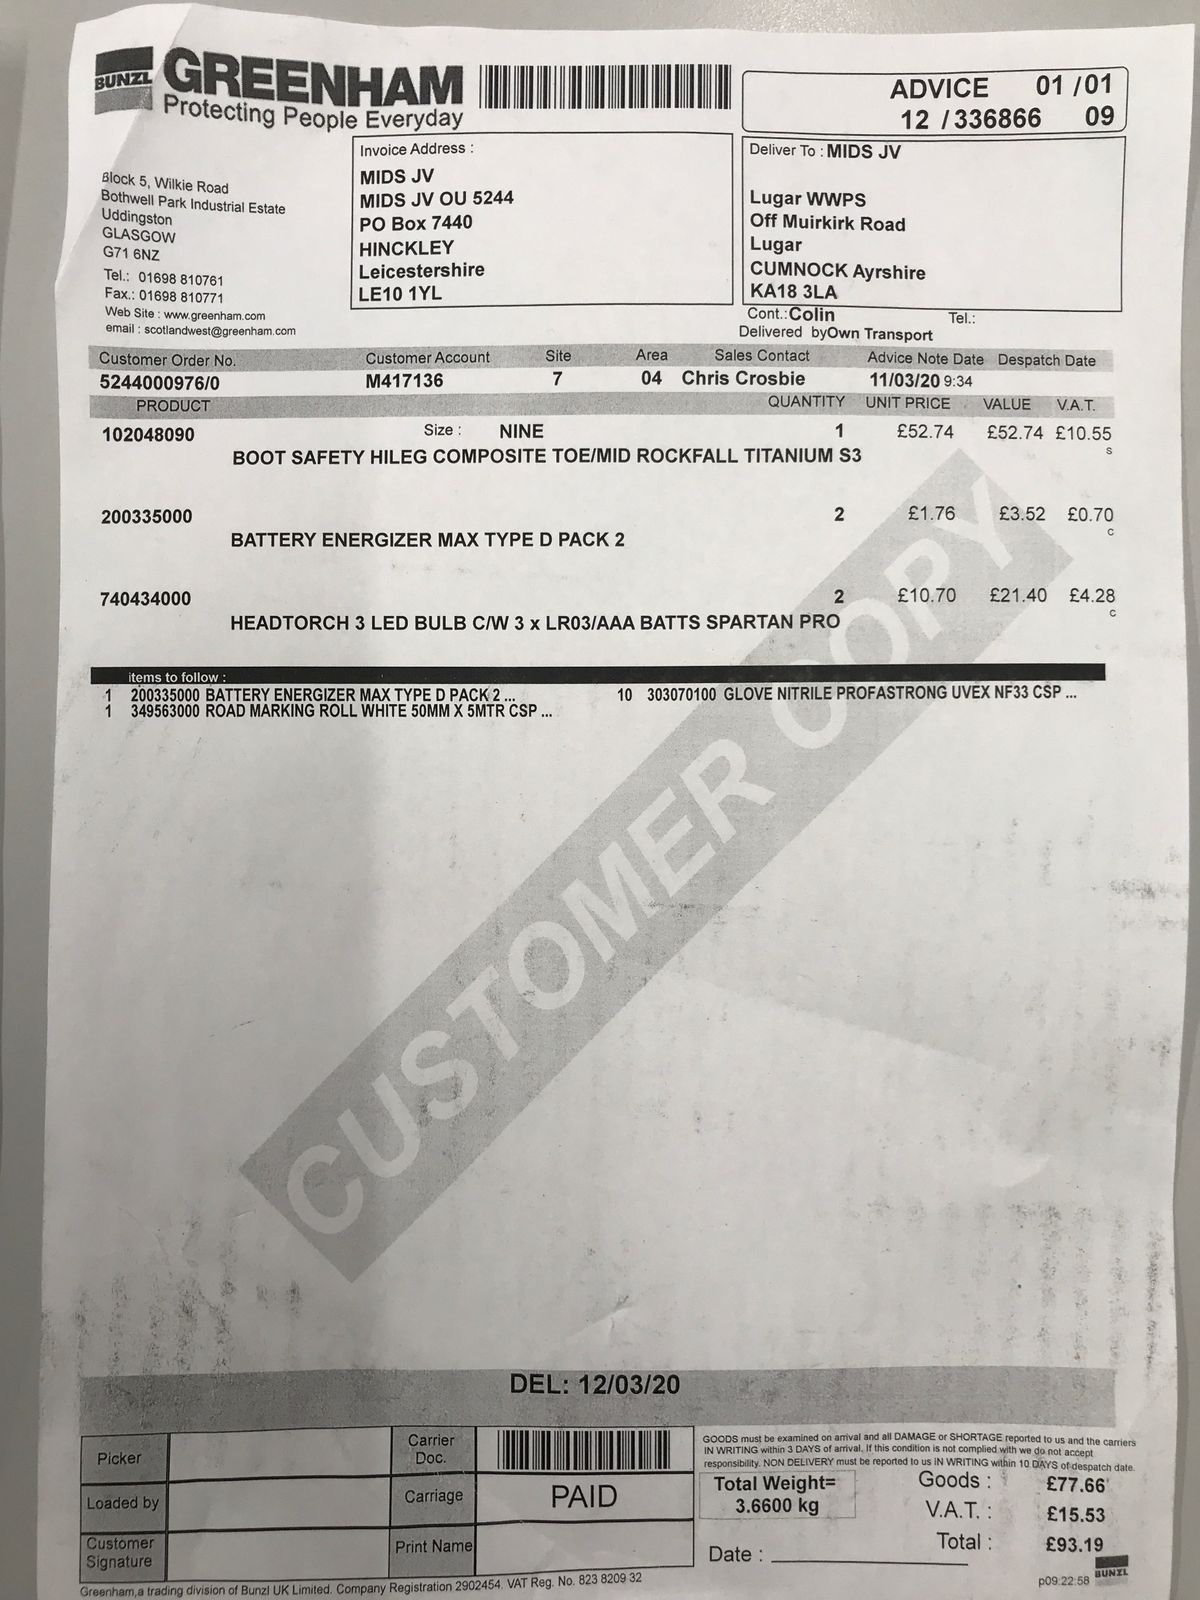 BUNZL GREENHAM
Protecting People Everyday
ADVICE 01 /01
12 /336866 09
Block 5, Wilkie Road
Bothwell Park Industrial Estate
Uddingston
GLASGOW
G71 6NZ
Tel.: 01698 810761
Fax.: 01698 810771
Web Site : www.greenham.com
email : scotlandwest@greenham.com
Invoice Address :
MIDS JV
MIDS JV OU 5244
PO Box 7440
HINCKLEY
Leicestershire
LE10 1YL
Deliver To : MIDS JV
Lugar WWPS
Off Muirkirk Road
Lugar
CUMNOCK Ayrshire
KA18 3LA
Cont.:Colin Tel.:
Delivered byOwn Transport
Customer Order No. Customer Account Site Area Sales Contact Advice Note Date Despatch Date
5244000976/0 M417136 7 04 Chris Crosbie 11/03/20 9:34
PRODUCT QUANTITY UNIT PRICE VALUE V.A.T.
102048090 Size : NINE 1 £52.74 £52.74 £10.55
s
BOOT SAFETY HILEG COMPOSITE TOE/MID ROCKFALL TITANIUM S3
200335000 2 £1.76 £3.52 £0.70
c
BATTERY ENERGIZER MAX TYPE D PACK 2
740434000 2 £10.70 £21.40 £4.28
c
HEADTORCH 3 LED BULB C/W 3 x LR03/AAA BATTS SPARTAN PRO
items to follow :
1 200335000 BATTERY ENERGIZER MAX TYPE D PACK 2 ... 10 303070100 GLOVE NITRILE PROFASTRONG UVEX NF33 CSP ...
1 349563000 ROAD MARKING ROLL WHITE 50MM X 5MTR CSP ...
CUSTOMER COPY
DEL: 12/03/20
Picker
Loaded by
Customer Signature
Carrier Doc.
Carriage PAID
Print Name
GOODS must be examined on arrival and all DAMAGE or SHORTAGE reported to us and the carriers
IN WRITING within 3 DAYS of arrival. If this condition is not complied with we do not accept
responsibility. NON DELIVERY must be reported to us IN WRITING within 10 DAYS of despatch date.
Total Weight=
3.6600 kg
Goods : £77.66
V.A.T. : £15.53
Total : £93.19
Date :
BUNZL
p09:22:58
Greenham,a trading division of Bunzl UK Limited. Company Registration 2902454. VAT Reg. No. 823 8209 32